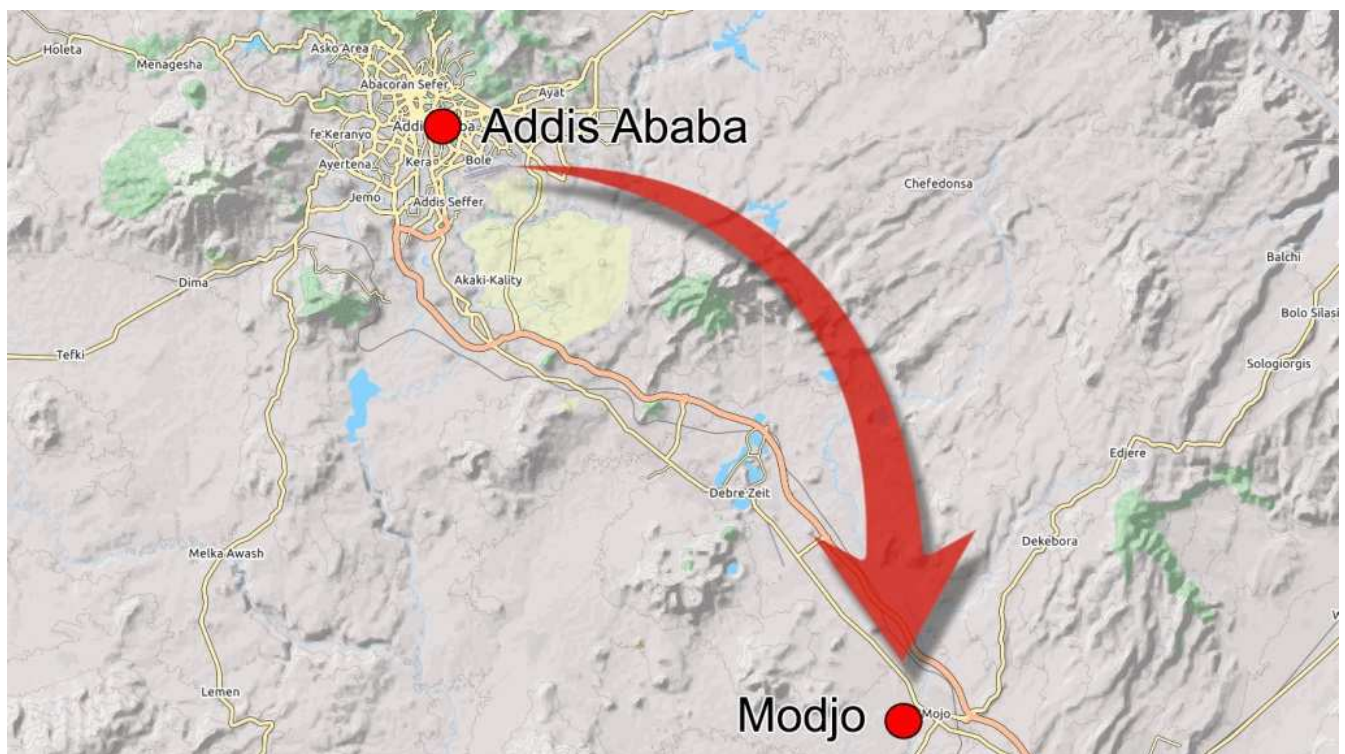 Holeta
Asko Area
Menagesha
Abacoran Sefer
Ayat
Addis Ababa
fe Keranyo
Ayertena
Kera
Bole
Chefedonsa
Jemo
Addis Seffer
Balchi
Akaki-Kality
Dima
Bolo Silasi
Tefki
Sologiorgis
Edjere
Debre Zeit
Dekebora
Melka Awash
Lemen
Modjo
Mojo